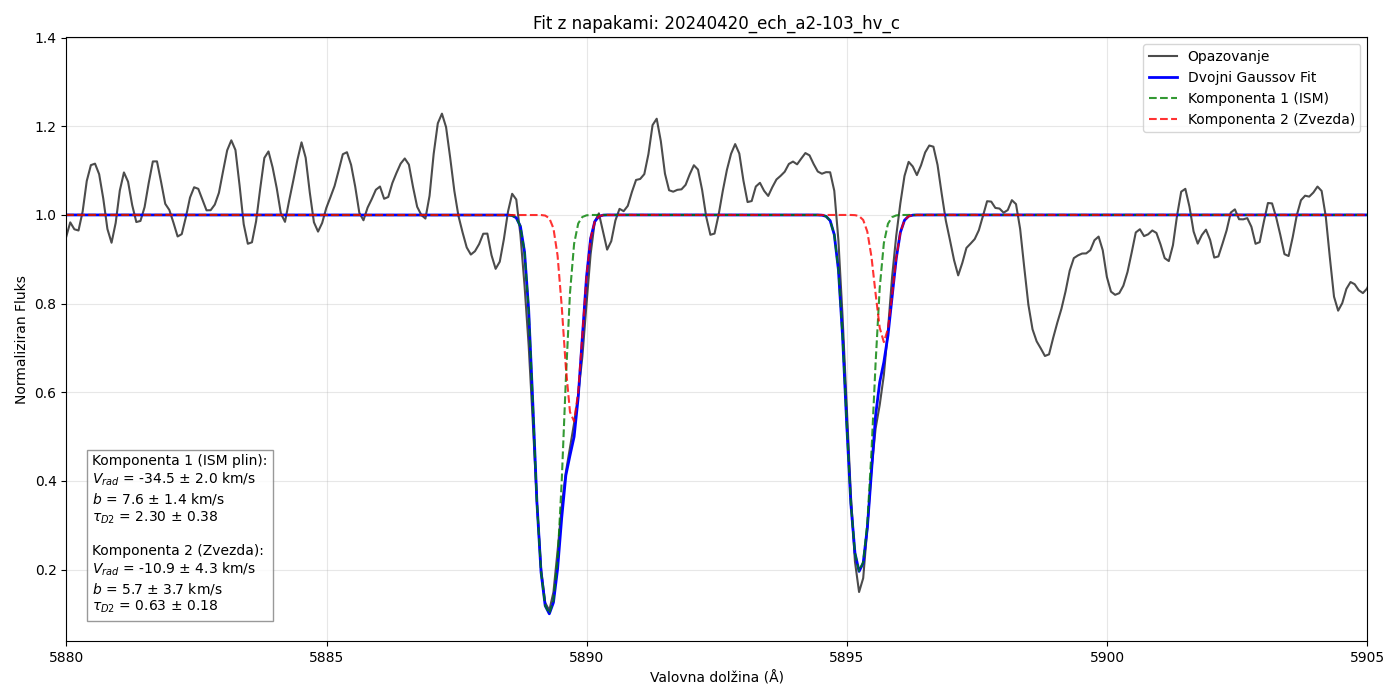 Fit z napakami: 20240420_ech_a2-103_hv_c
Normaliziran Fluks
1.4
1.2
1.0
0.8
0.6
0.4
0.2
Opazovanje
Dvojni Gaussov Fit
Komponenta 1 (ISM)
Komponenta 2 (Zvezda)
Komponenta 1 (ISM plin):
V_rad = -34.5 ± 2.0 km/s
b = 7.6 ± 1.4 km/s
τ_D2 = 2.30 ± 0.38
Komponenta 2 (Zvezda):
V_rad = -10.9 ± 4.3 km/s
b = 5.7 ± 3.7 km/s
τ_D2 = 0.63 ± 0.18
5880 5885 5890 5895 5900 5905
Valovna dolžina (Å)